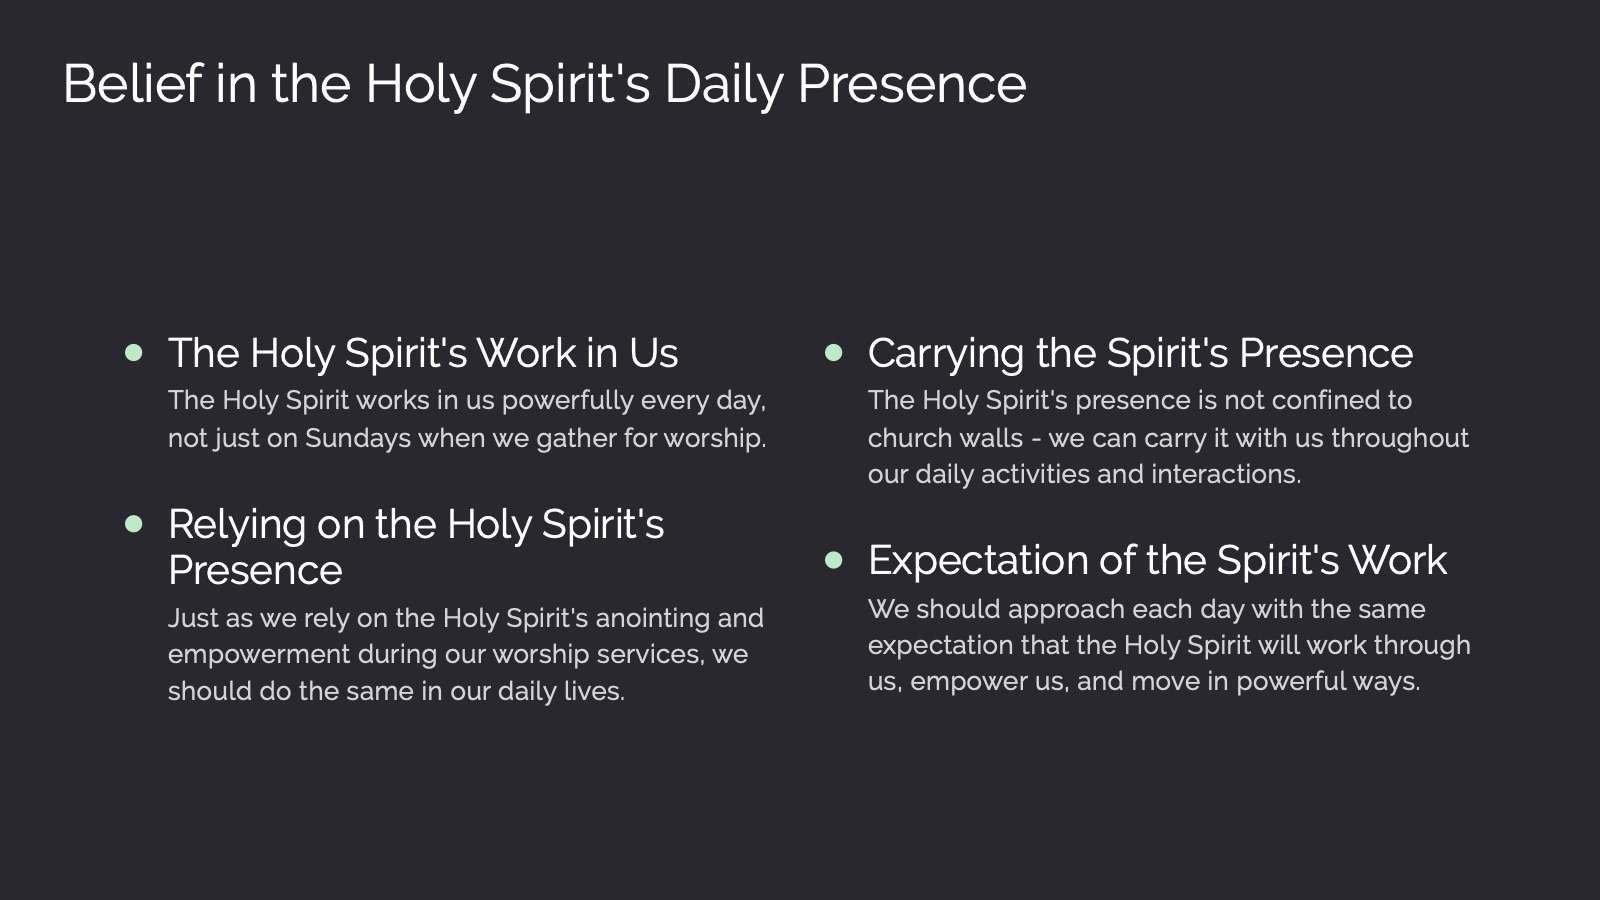 Belief in the Holy Spirit's Daily Presence
The Holy Spirit's Work in Us
The Holy Spirit works in us powerfully every day,
not just on Sundays when we gather for worship.
Relying on the Holy Spirit's
Presence
Just as we rely on the Holy Spirit's anointing and
empowerment during our worship services, we
should do the same in our daily lives.
Carrying the Spirit's Presence
The Holy Spirit's presence is not confined to
church walls - we can carry it with us throughout
our daily activities and interactions.
Expectation of the Spirit's Work
We should approach each day with the same
expectation that the Holy Spirit will work through
us, empower us, and move in powerful ways.